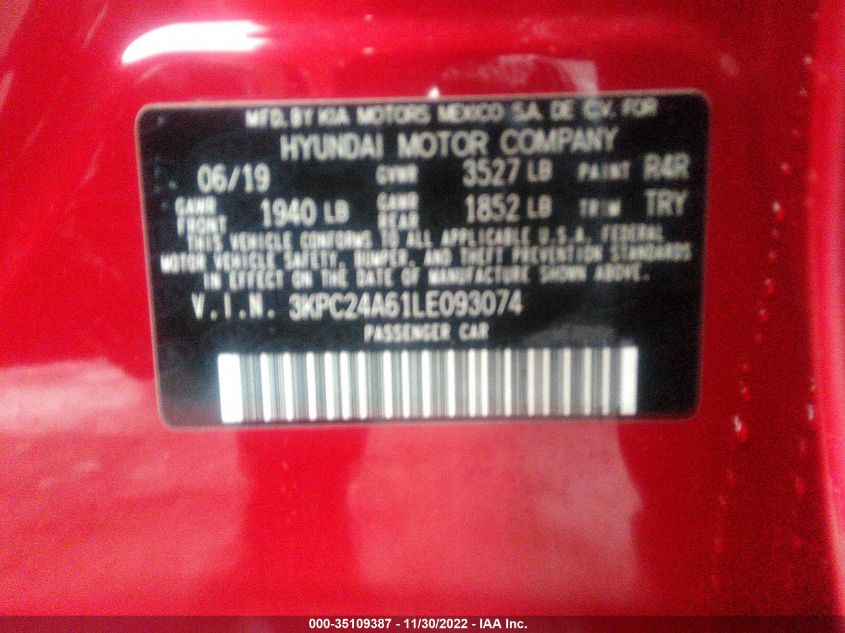 MFD. BY KIA MOTORS MEXICO S.A. DE C.V. FOR
HYUNDAI MOTOR COMPANY
06/19 GVWR 3527 LB PAINT R4R
GAWR FRONT 1940 LB GAWR REAR 1852 LB TRIM TRY
THIS VEHICLE CONFORMS TO ALL APPLICABLE U.S.A. FEDERAL
MOTOR VEHICLE SAFETY, BUMPER, AND THEFT PREVENTION STANDARDS
IN EFFECT ON THE DATE OF MANUFACTURE SHOWN ABOVE.
V.I.N. 3KPC24A61LE093074
PASSENGER CAR
000-35109387 - 11/30/2022 - IAA Inc.